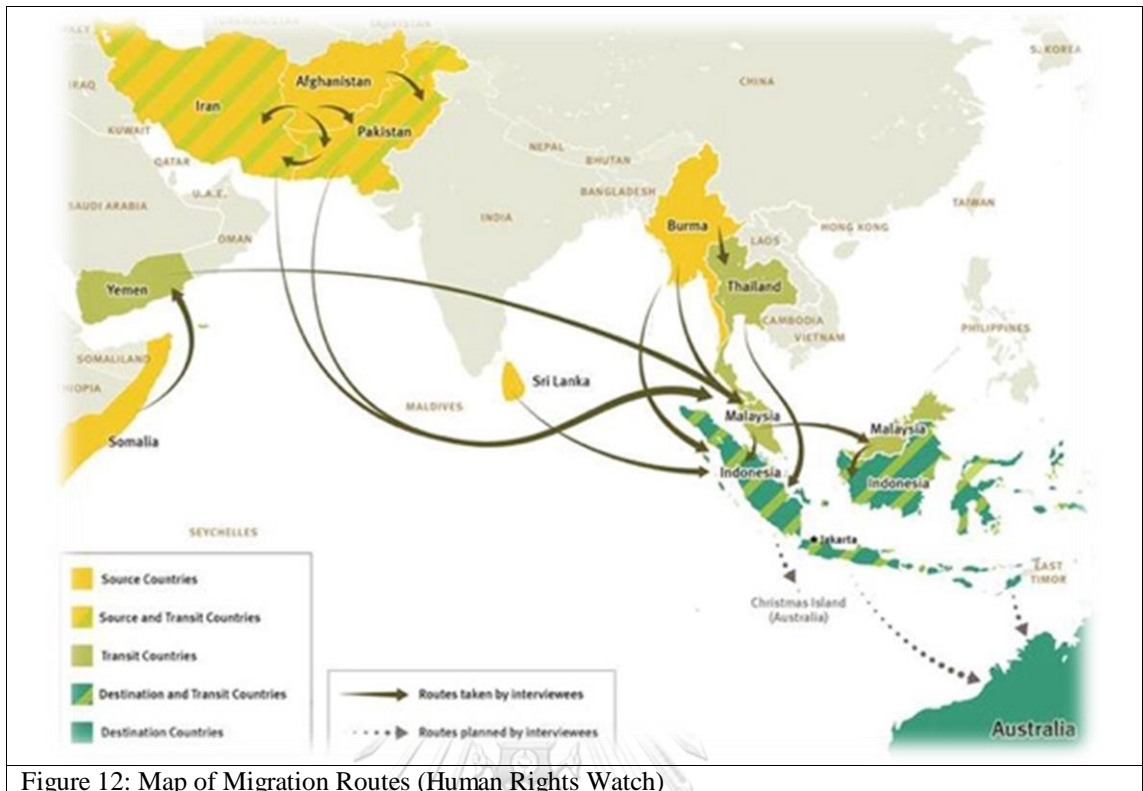 S. KOREA
Afghanistan
CHINA
Iran
Pakistan
KUWAIT
NEPAL
BHUTAN
QATAR
BANGLADESH
U.A.E.
SAUDI ARABIA
INDIA
TAIWAN
Burma
HONG KONG
OMAN
LAOS
Yemen
Thailand
CAMBODIA
VIETNAM
PHILIPPINES
SOMALILAND
Sri Lanka
MALDIVES
Malaysia
Malaysia
Somalia
Indonesia
Indonesia
SEYCHELLES
Jakarta
EAST
TIMOR
Christmas Island
(Australia)
Australia
Source Countries
Source and Transit Countries
Transit Countries
Destination and Transit Countries
Destination Countries
Routes taken by interviewees
Routes planned by interviewees
Figure 12: Map of Migration Routes (Human Rights Watch)